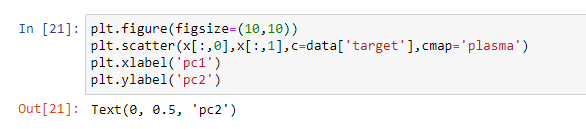 In [21]: plt.figure(figsize=(10,10))
plt.scatter(x[:,0],x[:,1],c=data['target'],cmap='plasma')
plt.xlabel('pc1')
plt.ylabel('pc2')
Out[21]: Text(0, 0.5, 'pc2')